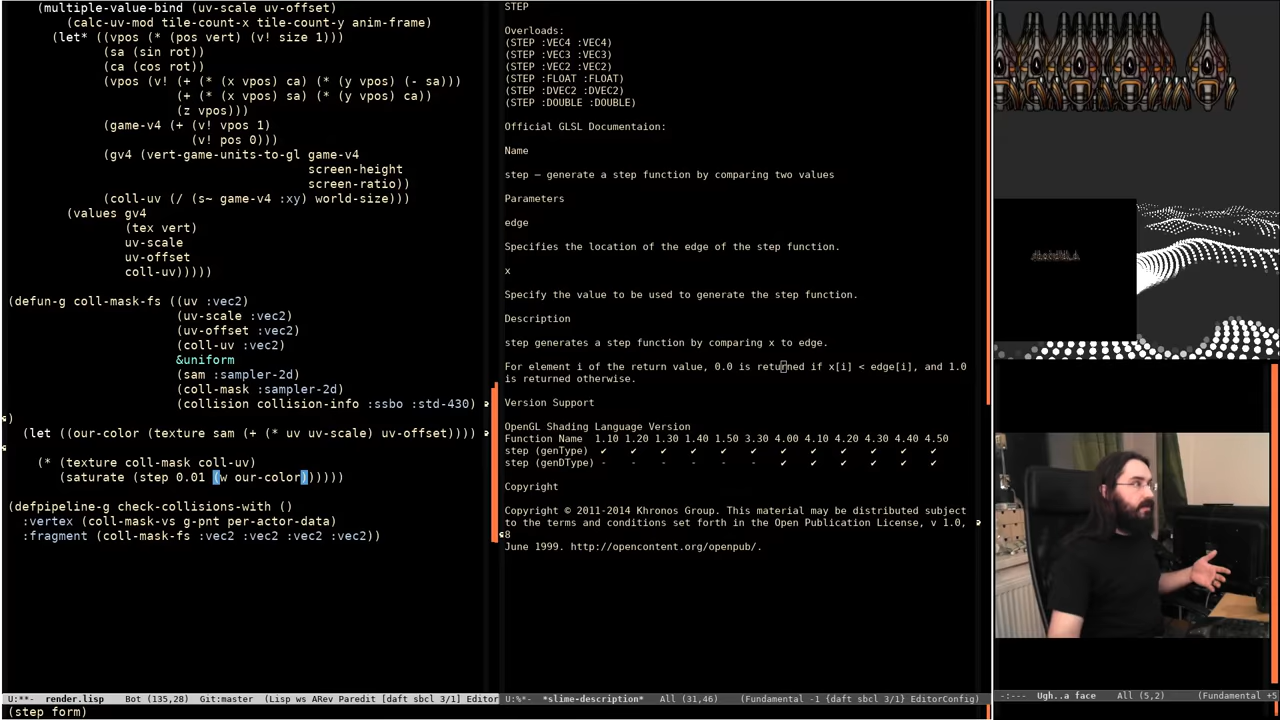 (multiple-value-bind (uv-scale uv-offset)
(calc-uv-mod tile-count-x tile-count-y anim-frame)
(let* ((vpos (* (pos vert) (v! size 1)))
(sa (sin rot))
(ca (cos rot))
(vpos (v! (+ (* (x vpos) ca) (* (y vpos) (- sa)))
(+ (* (x vpos) sa) (* (y vpos) ca))
(z vpos)))
(game-v4 (+ (v! vpos 1)
(v! pos 0)))
(gv4 (vert-game-units-to-gl game-v4
screen-height
screen-ratio))
(coll-uv (/ (s~ game-v4 :xy) world-size)))
(values gv4
(tex vert)
uv-scale
uv-offset
coll-uv)))))
(defun-g coll-mask-fs ((uv :vec2)
(uv-scale :vec2)
(uv-offset :vec2)
(coll-uv :vec2)
&uniform
(sam :sampler-2d)
(coll-mask :sampler-2d)
(collision collision-info :ssbo :std-430)
)
(let ((our-color (texture sam (+ (* uv uv-scale) uv-offset))))
(* (texture coll-mask coll-uv)
(saturate (step 0.01 (w our-color)))))
(defpipeline-g check-collisions-with ()
:vertex (coll-mask-vs g-pnt per-actor-data)
:fragment (coll-mask-fs :vec2 :vec2 :vec2 :vec2))
U:**-  render.lisp   Bot (135,28)  Git:master  (Lisp ws ARev Paredit [daft sbcl 3/1] Editor
(step form)
STEP
Overloads:
(STEP :VEC4 :VEC4)
(STEP :VEC3 :VEC3)
(STEP :VEC2 :VEC2)
(STEP :FLOAT :FLOAT)
(STEP :DVEC2 :DVEC2)
(STEP :DOUBLE :DOUBLE)
Official GLSL Documentaion:
Name
step — generate a step function by comparing two values
Parameters
edge
Specifies the location of the edge of the step function.
x
Specify the value to be used to generate the step function.
Description
step generates a step function by comparing x to edge.
For element i of the return value, 0.0 is returned if x[i] < edge[i], and 1.0
is returned otherwise.
Version Support
OpenGL Shading Language Version
Function Name  1.10 1.20 1.30 1.40 1.50 3.30 4.00 4.10 4.20 4.30 4.40 4.50
step (genType)  ✔ ✔ ✔ ✔ ✔ ✔ ✔ ✔ ✔ ✔ ✔ ✔
step (genDType) - - - - - - ✔ ✔ ✔ ✔ ✔ ✔
Copyright
Copyright © 2011-2014 Khronos Group. This material may be distributed subject
to the terms and conditions set forth in the Open Publication License, v 1.0,
8
June 1999. http://opencontent.org/openpub/.
U:%*-  *slime-description*   All (31,46)   (Fundamental -1 {daft sbcl 3/1} EditorConfig)
-:---  Ugh..a face   All (5,2)   (Fundamental +5